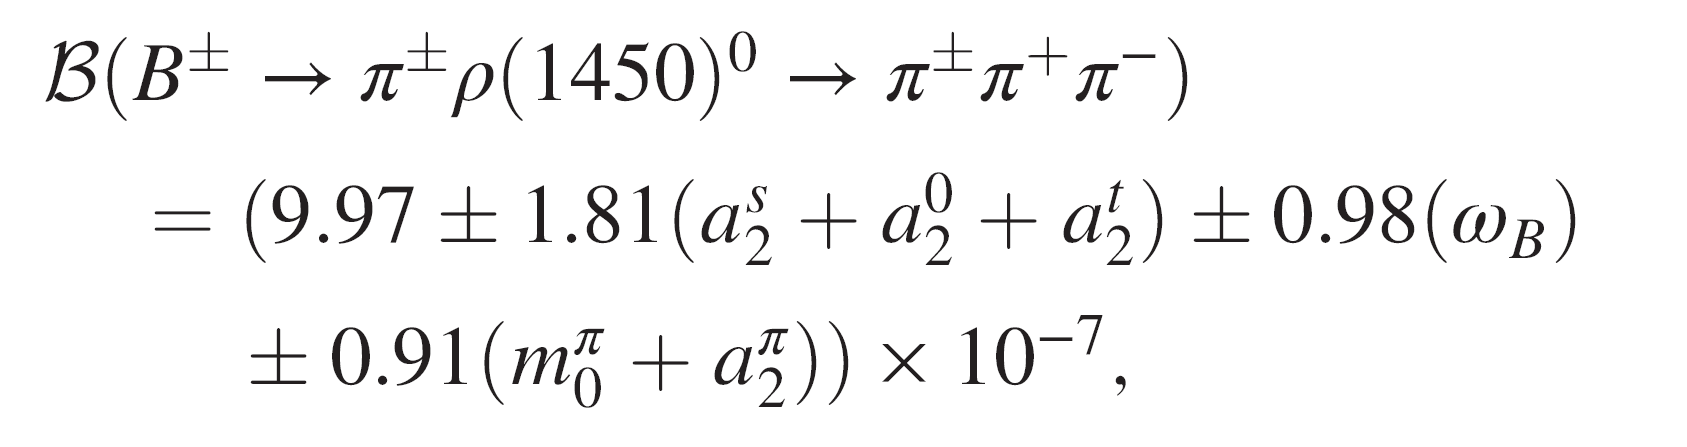 ℬ(B^± → π^±ρ(1450)^0 → π^±π^+π^−)
= (9.97 ± 1.81(a_2^s + a_2^0 + a_2^t) ± 0.98(ω_B)
± 0.91(m_0^π + a_2^π)) × 10^−7,